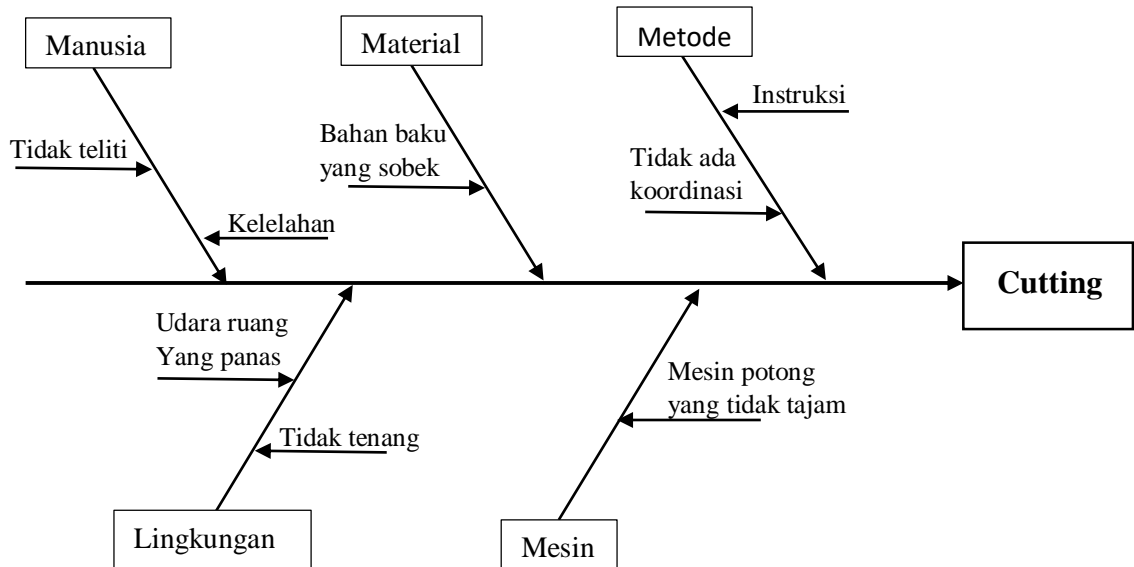 Manusia
Material
Metode
Instruksi
Tidak teliti
Bahan baku
yang sobek
Tidak ada
koordinasi
Kelelahan
Cutting
Udara ruang
Yang panas
Mesin potong
yang tidak tajam
Tidak tenang
Lingkungan
Mesin